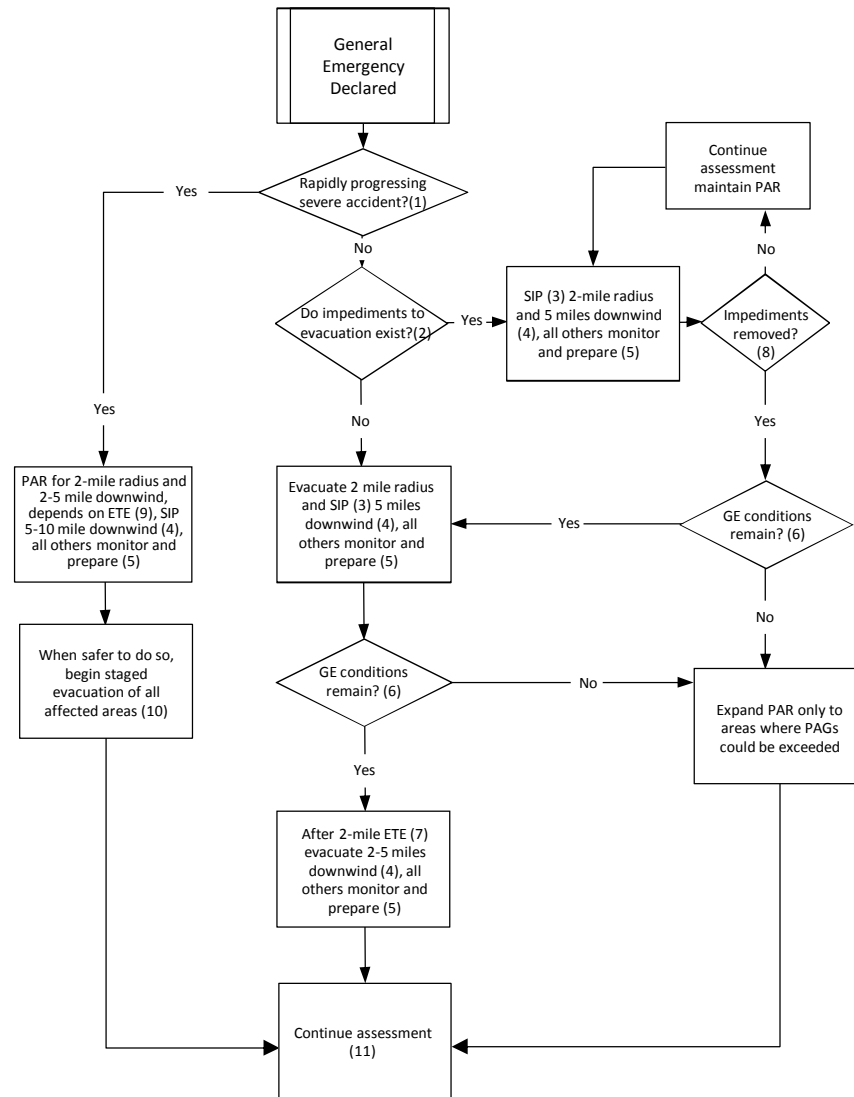 General
Emergency
Declared
Continue
assessment
maintain PAR
Yes
Rapidly progressing
severe accident?(1)
No
No
Do impediments to
evacuation exist?(2)
Yes
SIP (3) 2-mile radius
and 5 miles downwind
(4), all others monitor
and prepare (5)
Impediments
removed?
(8)
Yes
No
Yes
PAR for 2-mile radius and
2-5 mile downwind,
depends on ETE (9), SIP
5-10 mile downwind (4),
all others monitor and
prepare (5)
Evacuate 2 mile radius
and SIP (3) 5 miles
downwind (4), all
others monitor and
prepare (5)
Yes
GE conditions
remain? (6)
No
When safer to do so,
begin staged
evacuation of all
affected areas (10)
GE conditions
remain? (6)
No
Expand PAR only to
areas where PAGs
could be exceeded
Yes
After 2-mile ETE (7)
evacuate 2-5 miles
downwind (4), all
others monitor and
prepare (5)
Continue assessment
(11)